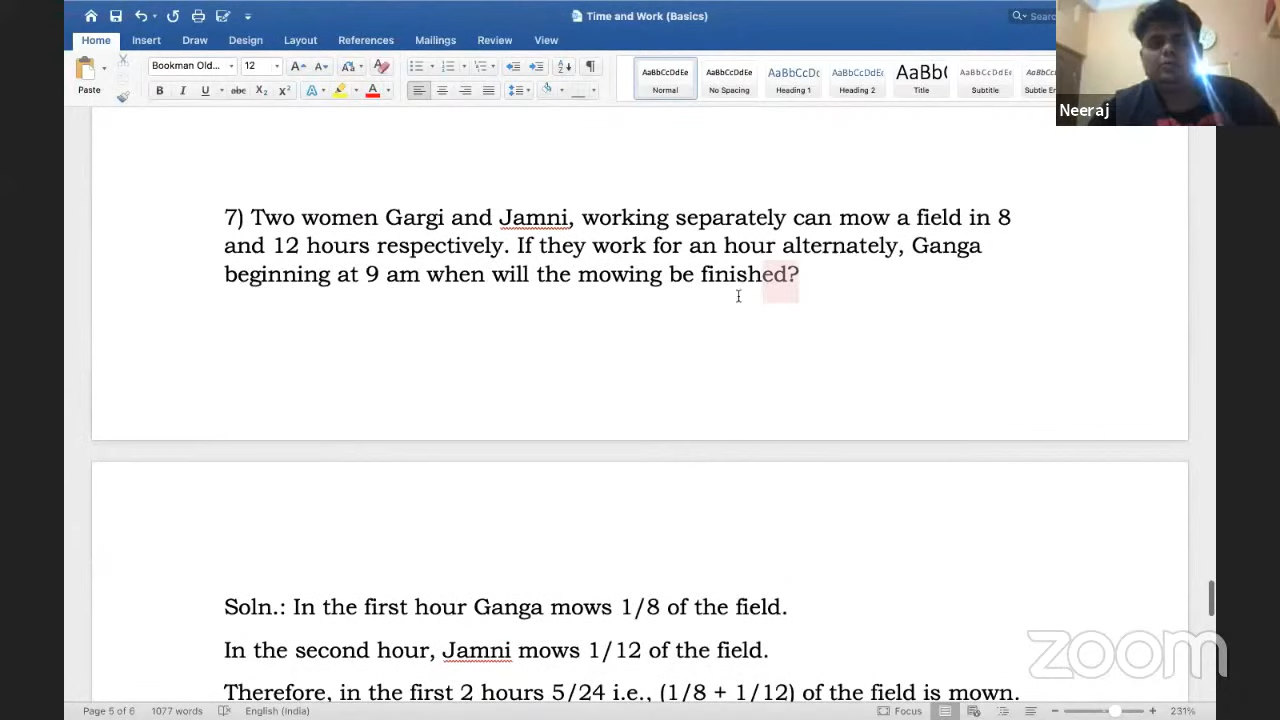 Time and Work (Basics)
Home Insert Draw Design Layout References Mailings Review View
Paste
Bookman Old... 12
AaBbCcDdEe AaBbCcDdEe AaBbCcDc AaBbCcDdEe AaBb( AaBbCcDdEe
Normal No Spacing Heading 1 Heading 2 Title Subtitle Subtle Em
Neeraj
7) Two women Gargi and Jamni, working separately can mow a field in 8
and 12 hours respectively. If they work for an hour alternately, Ganga
beginning at 9 am when will the mowing be finished?
Soln.: In the first hour Ganga mows 1/8 of the field.
In the second hour, Jamni mows 1/12 of the field.
Therefore, in the first 2 hours 5/24 i.e., (1/8 + 1/12) of the field is mown.
zoom
Page 5 of 6 1077 words English (India) Focus 231%